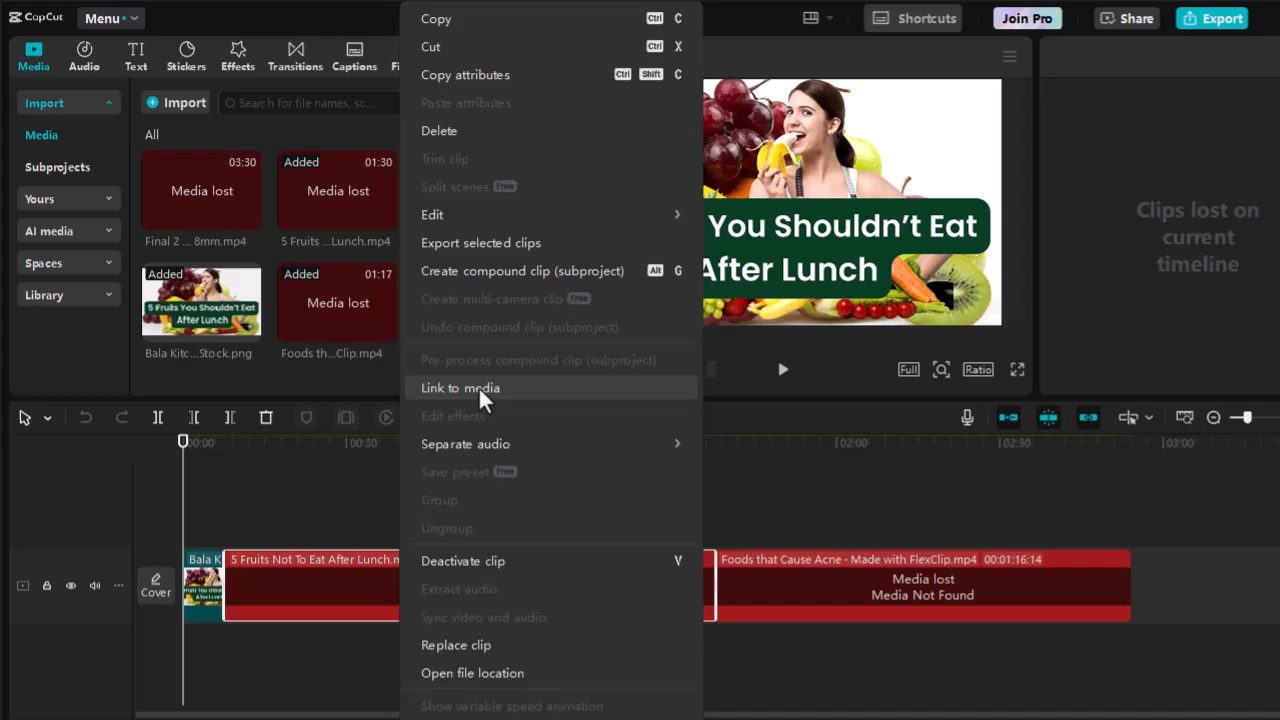 CapCut
Menu
Shortcuts
Join Pro
Share
Export
Media
Audio
Text
Stickers
Effects
Transitions
Captions
Import
Media
Subprojects
Yours
AI media
Spaces
Library
Import
Search for file names, sc...
All
03:30
Media lost
Final 2 ... 8mm.mp4
Added
01:30
Media lost
5 Fruits ...Lunch.mp4
Added
5 Fruits You Shouldn't Eat
After Lunch
Bala Kitc...Stock.png
Added
01:17
Media lost
Foods th...Clip.mp4
Copy Ctrl C
Cut Ctrl X
Copy attributes Ctrl Shift C
Paste attributes
Delete
Trim clip
Split scenes Free
Edit
Export selected clips
Create compound clip (subproject) Alt G
Create multi-camera clip Free
Undo compound clip (subproject)
Pre-process compound clip (subproject)
Link to media
Edit effects
Separate audio
Save preset Free
Group
Ungroup
Deactivate clip V
Extract audio
Sync video and audio
Replace clip
Open file location
Show variable speed animation
You Shouldn't Eat
After Lunch
Full
Ratio
Clips lost on
current
timeline
00:00
00:30
02:00
02:30
03:00
Cover
Bala K
5 Fruits Not To Eat After Lunch.m
Foods that Cause Acne - Made with FlexClip.mp4 00:01:16:14
Media lost
Media Not Found